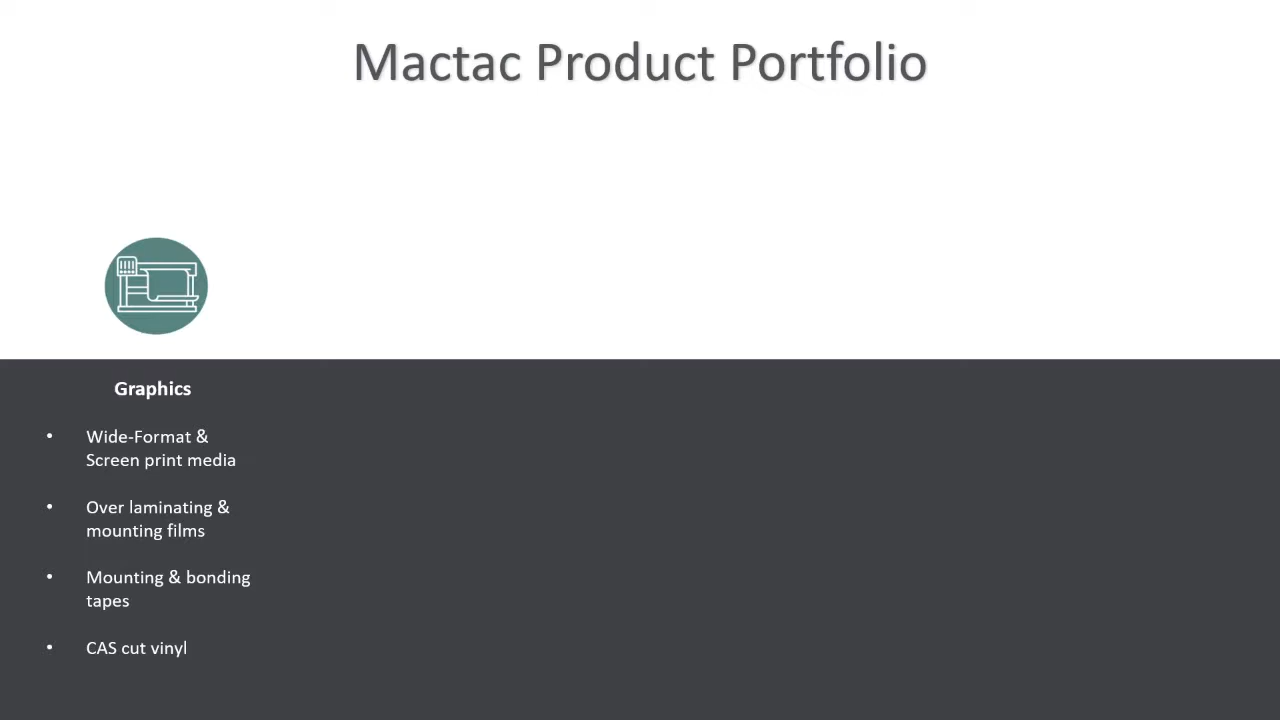 Mactac Product Portfolio
Graphics
• Wide-Format &
Screen print media
• Over laminating &
mounting films
• Mounting & bonding
tapes
• CAS cut vinyl